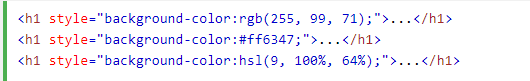 <h1 style="background-color:rgb(255, 99, 71);">...</h1>
<h1 style="background-color:#ff6347;">...</h1>
<h1 style="background-color:hsl(9, 100%, 64%);">...</h1>